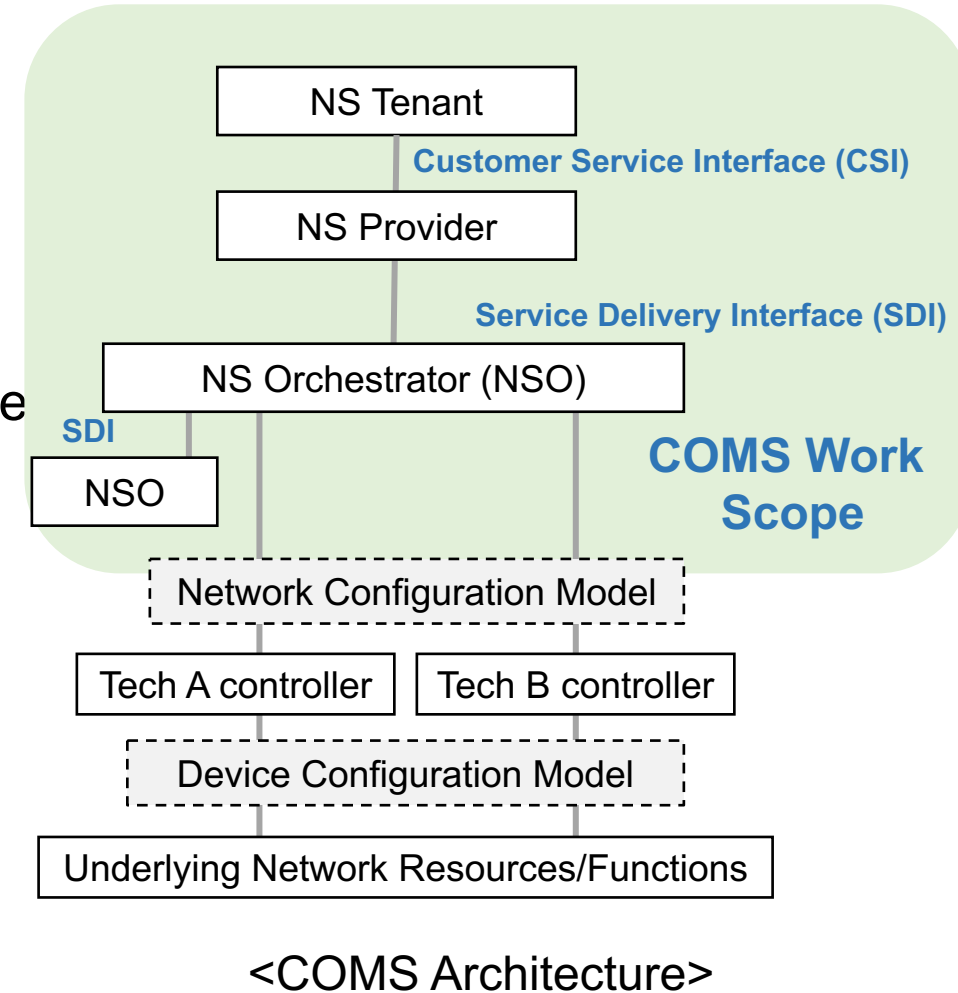 NS Tenant
Customer Service Interface (CSI)
NS Provider
Service Delivery Interface (SDI)
NS Orchestrator (NSO)
e
SDI
COMS Work
Scope
NSO
Network Configuration Model
Tech A controller
Tech B controller
Device Configuration Model
Underlying Network Resources/Functions
<COMS Architecture>